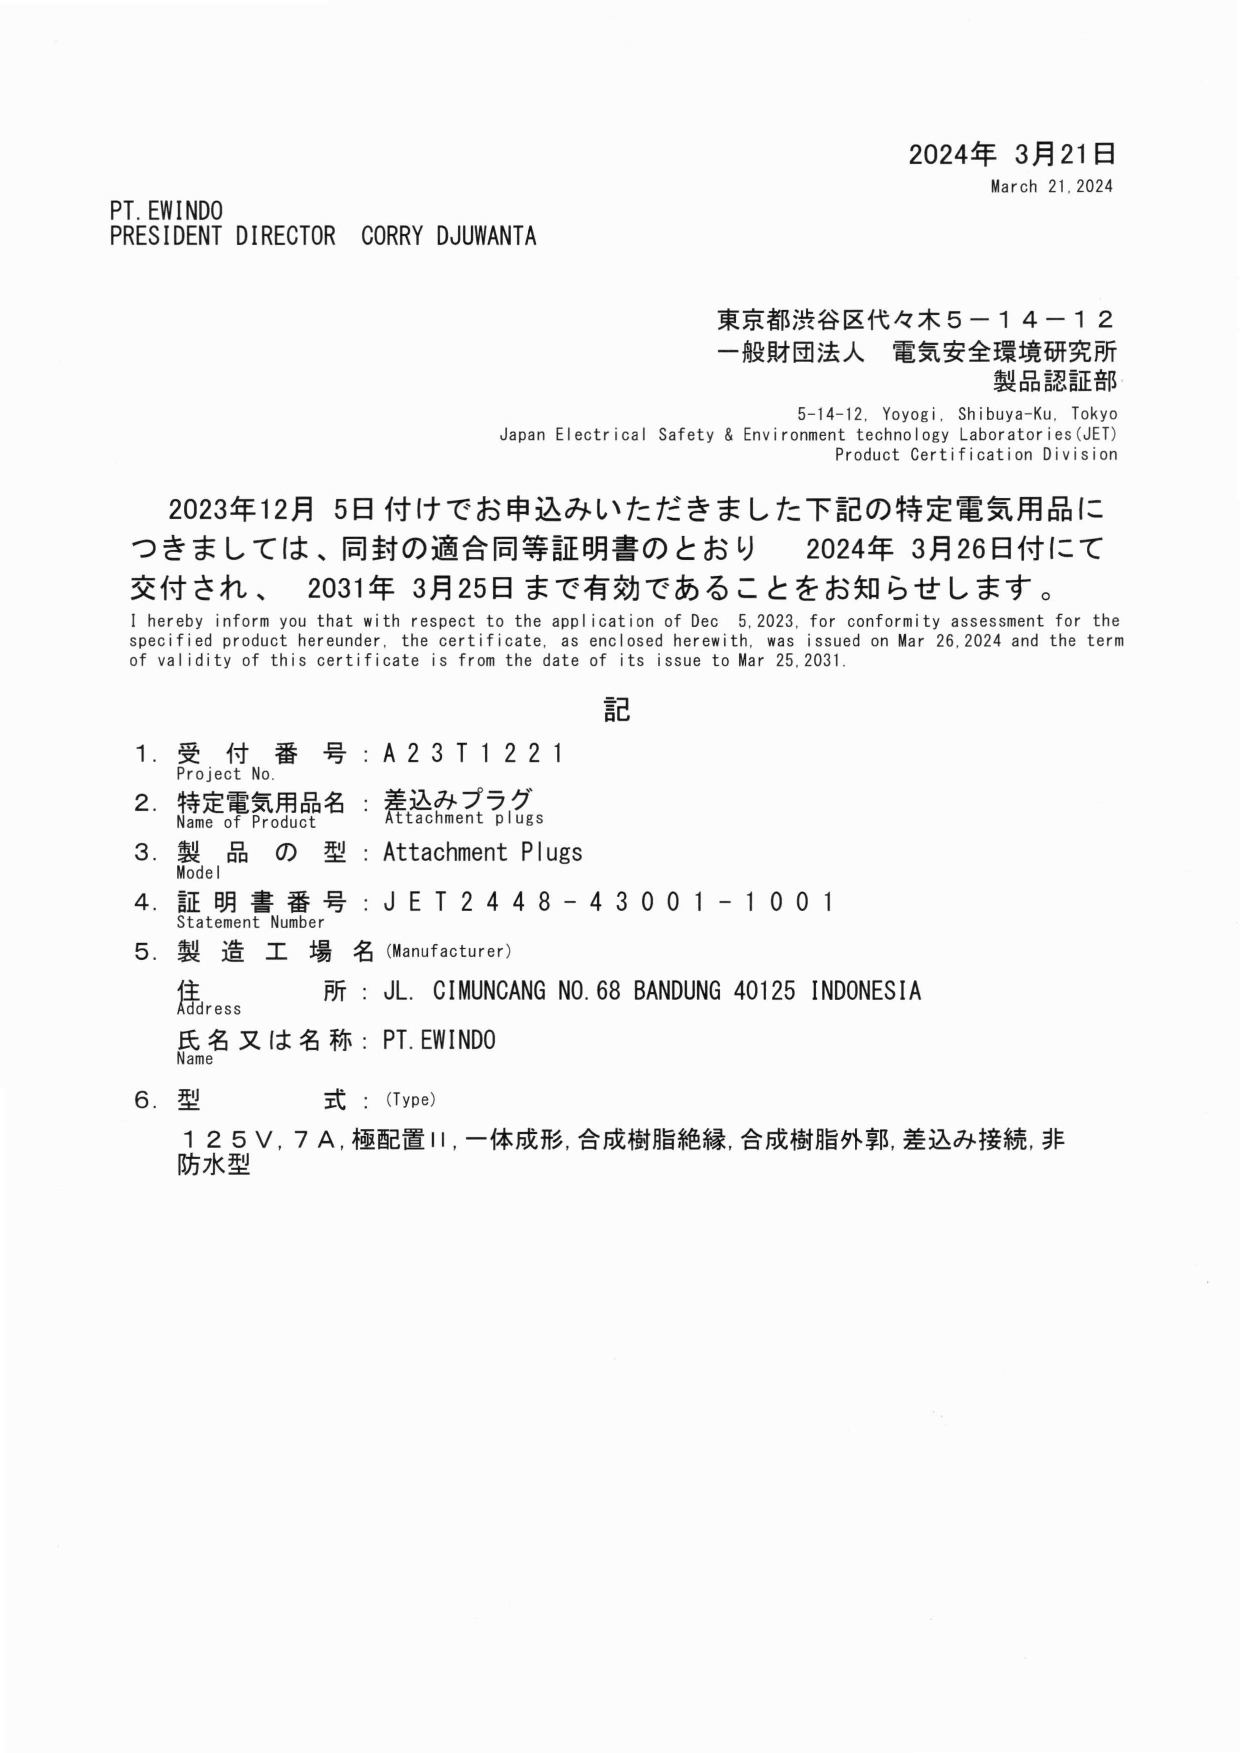 2024年 3月21日
March 21,2024
PT.EWINDO
PRESIDENT DIRECTOR CORRY DJUWANTA
東京都渋谷区代々木５－１４－１２
一般財団法人　電気安全環境研究所
製品認証部
5-14-12, Yoyogi, Shibuya-Ku, Tokyo
Japan Electrical Safety & Environment technology Laboratories(JET)
Product Certification Division
2023年12月 5日 付けでお申込みいただきました下記の特定電気用品に
つきましては、同封の適合同等証明書のとおり　2024年 3月26日付にて
交付され、 2031年 3月25日 まで有効であることをお知らせします。
I hereby inform you that with respect to the application of Dec 5,2023, for conformity assessment for the
specified product hereunder, the certificate, as enclosed herewith, was issued on Mar 26,2024 and the term
of validity of this certificate is from the date of its issue to Mar 25,2031.
記
1. 受付番号 : Ａ２３Ｔ１２２１
Project No.
2. 特定電気用品名 : 差込みプラグ
Name of Product Attachment plugs
3. 製品の型 : Attachment Plugs
Model
4. 証明書番号 : ＪＥＴ２４４８－４３００１－１００１
Statement Number
5. 製造工場名 (Manufacturer)
住所 : JL. CIMUNCANG NO.68 BANDUNG 40125 INDONESIA
Address
氏名又は名称 : PT.EWINDO
Name
6. 型式 : (Type)
１２５Ｖ,７Ａ,極配置II,一体成形,合成樹脂絶縁,合成樹脂外郭,差込み接続,非
防水型